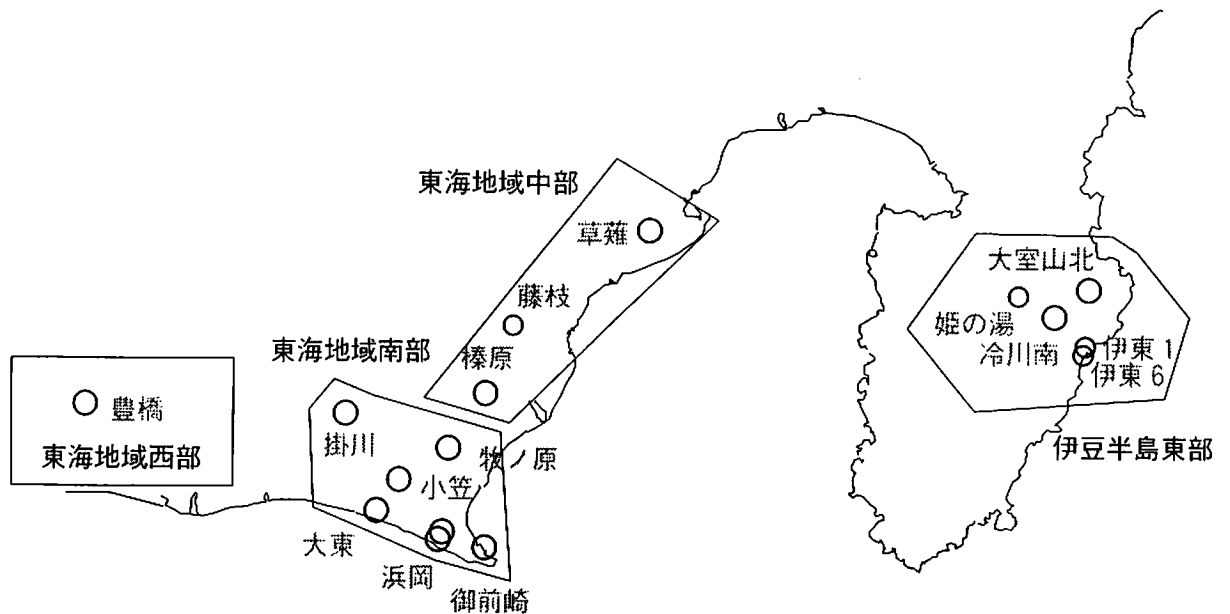 東海地域中部
草薙
藤枝
榛原
東海地域南部
豊橋
東海地域西部
掛川
牧ノ原
小笠
大東
浜岡
御前崎
大室山北
姫の湯
冷川南
伊東1
伊東6
伊豆半島東部